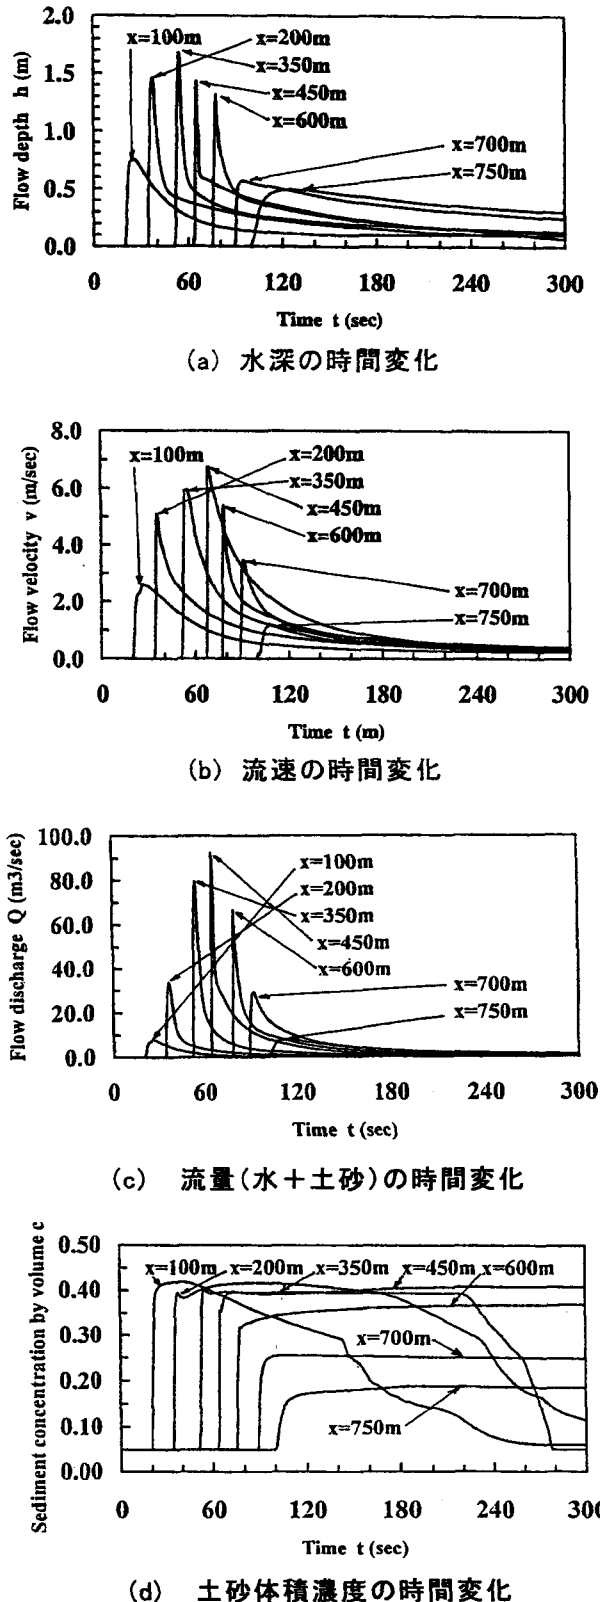 2.0
1.5
1.0
0.5
0.0
Flow depth h (m)
x=100m
x=200m
x=350m
x=450m
x=600m
x=700m
x=750m
0 60 120 180 240 300
Time t (sec)
(a) 水深の時間変化
8.0
6.0
4.0
2.0
0.0
Flow velocity v (m/sec)
x=100m
x=200m
x=350m
x=450m
x=600m
x=700m
x=750m
0 60 120 180 240 300
Time t (m)
(b) 流速の時間変化
100.0
80.0
60.0
40.0
20.0
0.0
Flow discharge Q (m3/sec)
x=100m
x=200m
x=350m
x=450m
x=600m
x=700m
x=750m
0 60 120 180 240 300
Time t (sec)
(c) 流量(水+土砂)の時間変化
0.50
0.40
0.30
0.20
0.10
0.00
Sediment concentration by volume c
x=100m x=200m x=350m x=450m x=600m
x=700m
x=750m
0 60 120 180 240 300
Time t (sec)
(d) 土砂体積濃度の時間変化